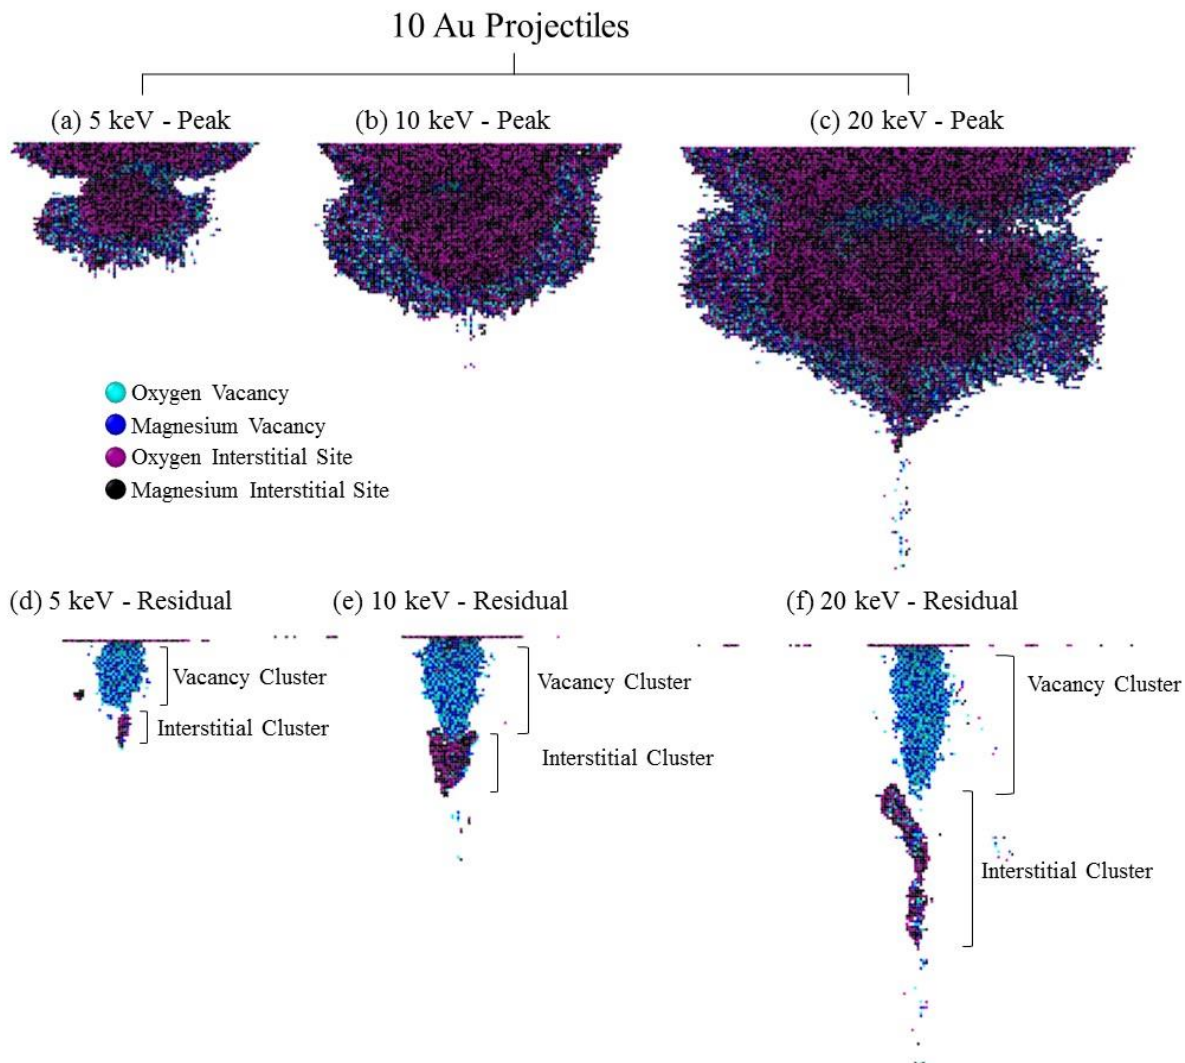 10 Au Projectiles
(a) 5 keV - Peak
(b) 10 keV - Peak
(c) 20 keV - Peak
Oxygen Vacancy
Magnesium Vacancy
Oxygen Interstitial Site
Magnesium Interstitial Site
(d) 5 keV - Residual
(e) 10 keV - Residual
(f) 20 keV - Residual
Vacancy Cluster
Interstitial Cluster
Vacancy Cluster
Interstitial Cluster
Vacancy Cluster
Interstitial Cluster